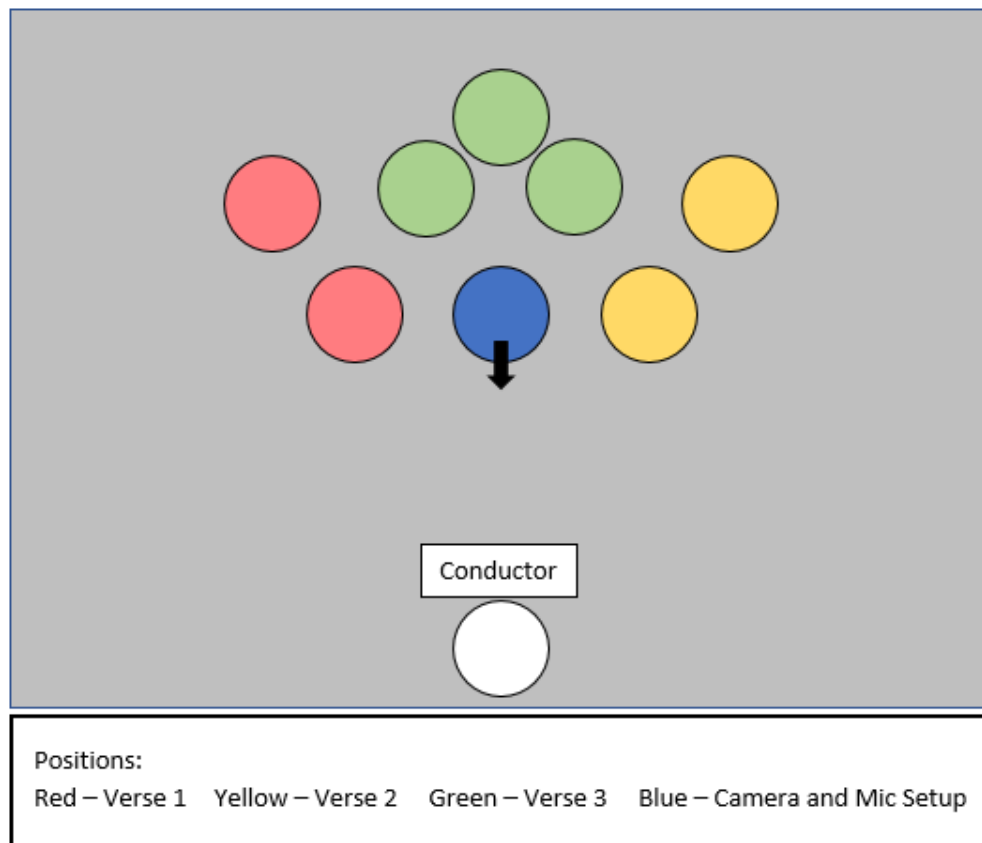 Conductor
Positions:
Red – Verse 1 Yellow – Verse 2 Green – Verse 3 Blue – Camera and Mic Setup